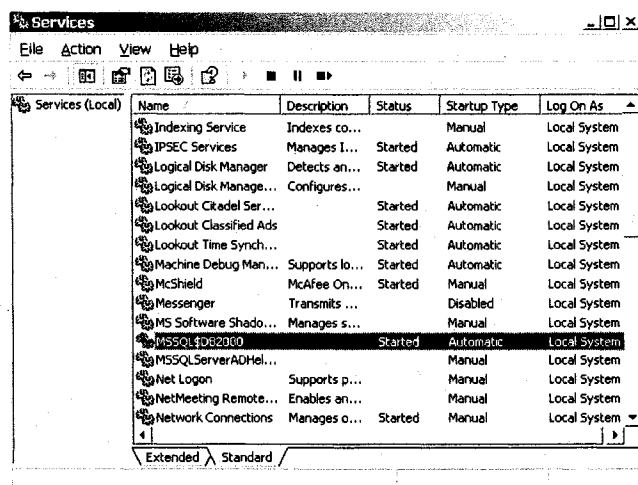 Services
File Action View Help
Services (Local)
Name Description Status Startup Type Log On As
Indexing Service Indexes co... Manual Local System
IPSEC Services Manages I... Started Automatic Local System
Logical Disk Manager Detects an... Started Automatic Local System
Logical Disk Manage... Configures... Manual Local System
Lookout Citadel Ser... Started Automatic Local System
Lookout Classified Ads Started Automatic Local System
Lookout Time Synch... Started Automatic Local System
Machine Debug Man... Supports lo... Started Automatic Local System
McShield McAfee On... Started Manual Local System
Messenger Transmits ... Disabled Local System
MS Software Shado... Manages s... Manual Local System
MSSQL$DB2000 Started Automatic Local System
MSSQLServerADHel... Manual Local System
Net Logon Supports p... Manual Local System
NetMeeting Remote... Enables an... Manual Local System
Network Connections Manages o... Started Manual Local System
Extended Standard